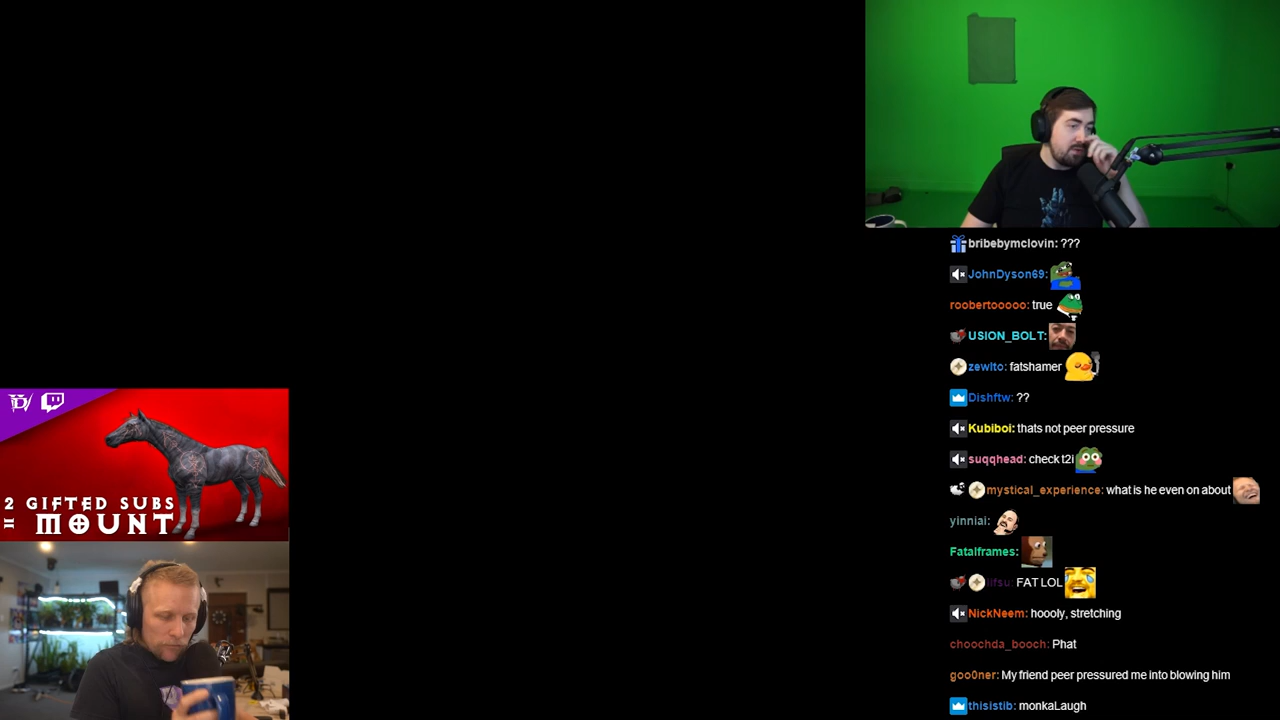 bribebymclovin: ???
JohnDyson69:
roobertooooo: true
USION_BOLT:
zewlto: fatshamer
Dishftw: ??
Kubiboi: thats not peer pressure
suqqhead: check t2i
mystical_experience: what is he even on about
yinniai:
Fatalframes:
FAT LOL
NickNeem: hoooly, stretching
choochda_booch: Phat
goo0ner: My friend peer pressured me into blowing him
thisistib: monkaLaugh
2 GIFTED SUBS
= MOUNT